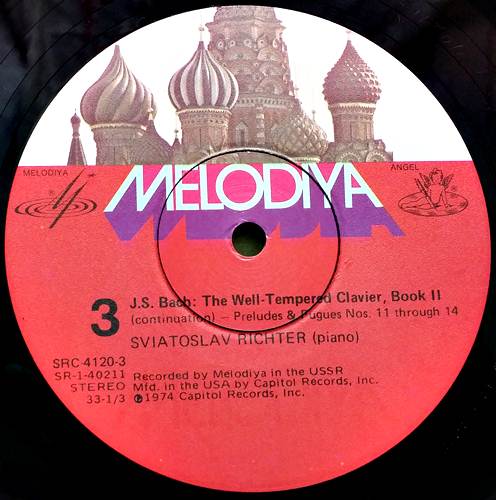 MELODIYA
ANGEL
MELODIYA
3
J.S. Bach: The Well-Tempered Clavier, Book II
(continuation) — Preludes & Fugues Nos. 11 through 14
SVIATOSLAV RICHTER (piano)
SRC-4120-3
SR-1-40211
STEREO
33-1/3
Recorded by Melodiya in the USSR
Mfd. in the USA by Capitol Records, Inc.
℗1974 Capitol Records, Inc.